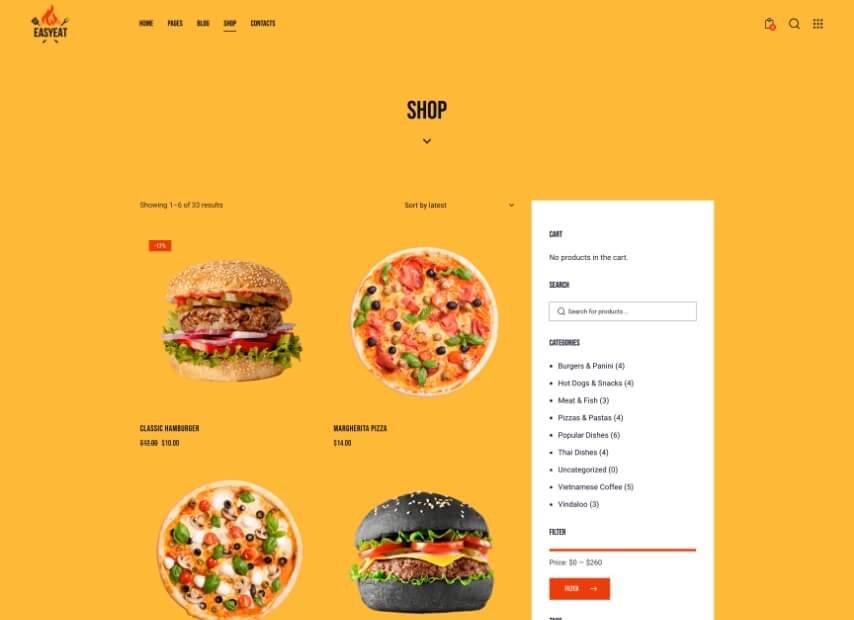 EASYEAT
HOME PAGES BLOG SHOP CONTACTS
SHOP
Showing 1–6 of 33 results
Sort by latest
CART
No products in the cart.
SEARCH
Search for products ...
CATEGORIES
Burgers & Panini (4)
Hot Dogs & Snacks (4)
Meat & Fish (3)
Pizzas & Pastas (4)
Popular Dishes (6)
Thai Dishes (4)
Uncategorized (0)
Vietnamese Coffee (5)
Vindaloo (3)
FILTER
Price: $0 — $260
FILTER
-17%
CLASSIC HAMBURGER
$12.00 $10.00
MARGHERITA PIZZA
$14.00